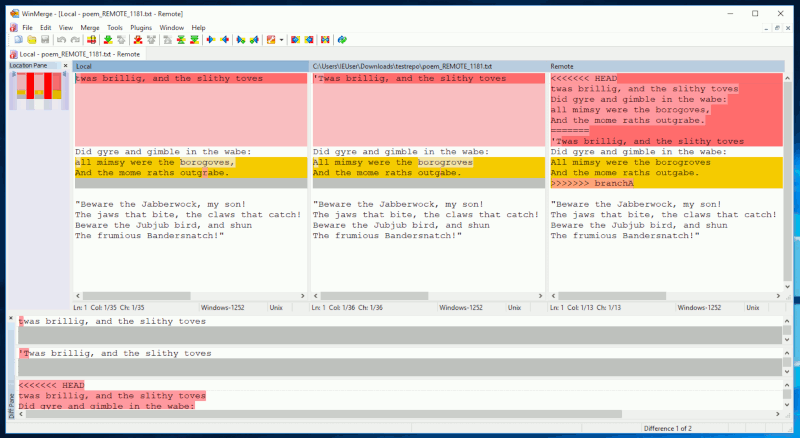 WinMerge - [Local - poem_REMOTE_1181.txt - Remote]
File Edit View Merge Tools Plugins Window Help
Local - poem_REMOTE_1181.txt - Remote
Location Pane
Local
twas brillig, and the slithy toves
Did gyre and gimble in the wabe:
all mimsy were the borogoves,
And the mome raths outgrabe.
"Beware the Jabberwock, my son!
The jaws that bite, the claws that catch!
Beware the Jubjub bird, and shun
The frumious Bandersnatch!"
Ln: 1 Col: 1/35 Ch: 1/35 Windows-1252 Unix
C:\Users\IEUser\Downloads\testrepo\poem_REMOTE_1181.txt
'Twas brillig, and the slithy toves
Did gyre and gimble in the wabe:
All mimsy were the borogroves
And the mome raths outgabe.
"Beware the Jabberwock, my son!
The jaws that bite, the claws that catch!
Beware the Jubjub bird, and shun
The frumious Bandersnatch!"
Ln: 1 Col: 1/36 Ch: 1/36 Windows-1252 Unix
Remote
<<<<<<< HEAD
twas brillig, and the slithy toves
Did gyre and gimble in the wabe:
all mimsy were the borogoves,
And the mome raths outgrabe.
=======
'Twas brillig, and the slithy toves
Did gyre and gimble in the wabe:
All mimsy were the borogroves
And the mome raths outgabe.
>>>>>>> branchA
"Beware the Jabberwock, my son!
The jaws that bite, the claws that catch!
Beware the Jubjub bird, and shun
The frumious Bandersnatch!"
Ln: 1 Col: 1/13 Ch: 1/13 Windows-1252 Unix
Diff Pane
twas brillig, and the slithy toves
'Twas brillig, and the slithy toves
<<<<<<< HEAD
twas brillig, and the slithy toves
Did gyre and gimble in the wabe:
Difference 1 of 2